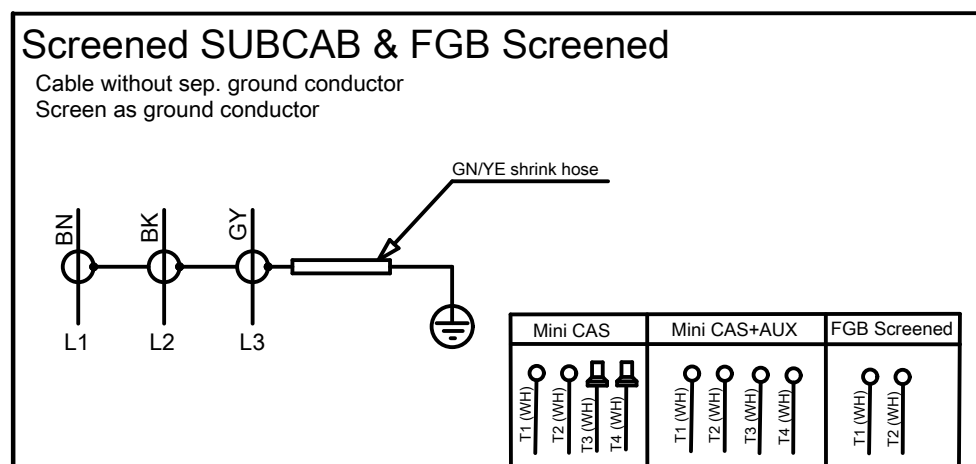 Screened SUBCAB & FGB Screened
Cable without sep. ground conductor
Screen as ground conductor
GN/YE shrink hose
BN
BK
GY
L1
L2
L3
Mini CAS
Mini CAS+AUX
FGB Screened
T1 (WH)
T2 (WH)
T3 (WH)
T4 (WH)
T1 (WH)
T2 (WH)
T3 (WH)
T4 (WH)
T1 (WH)
T2 (WH)